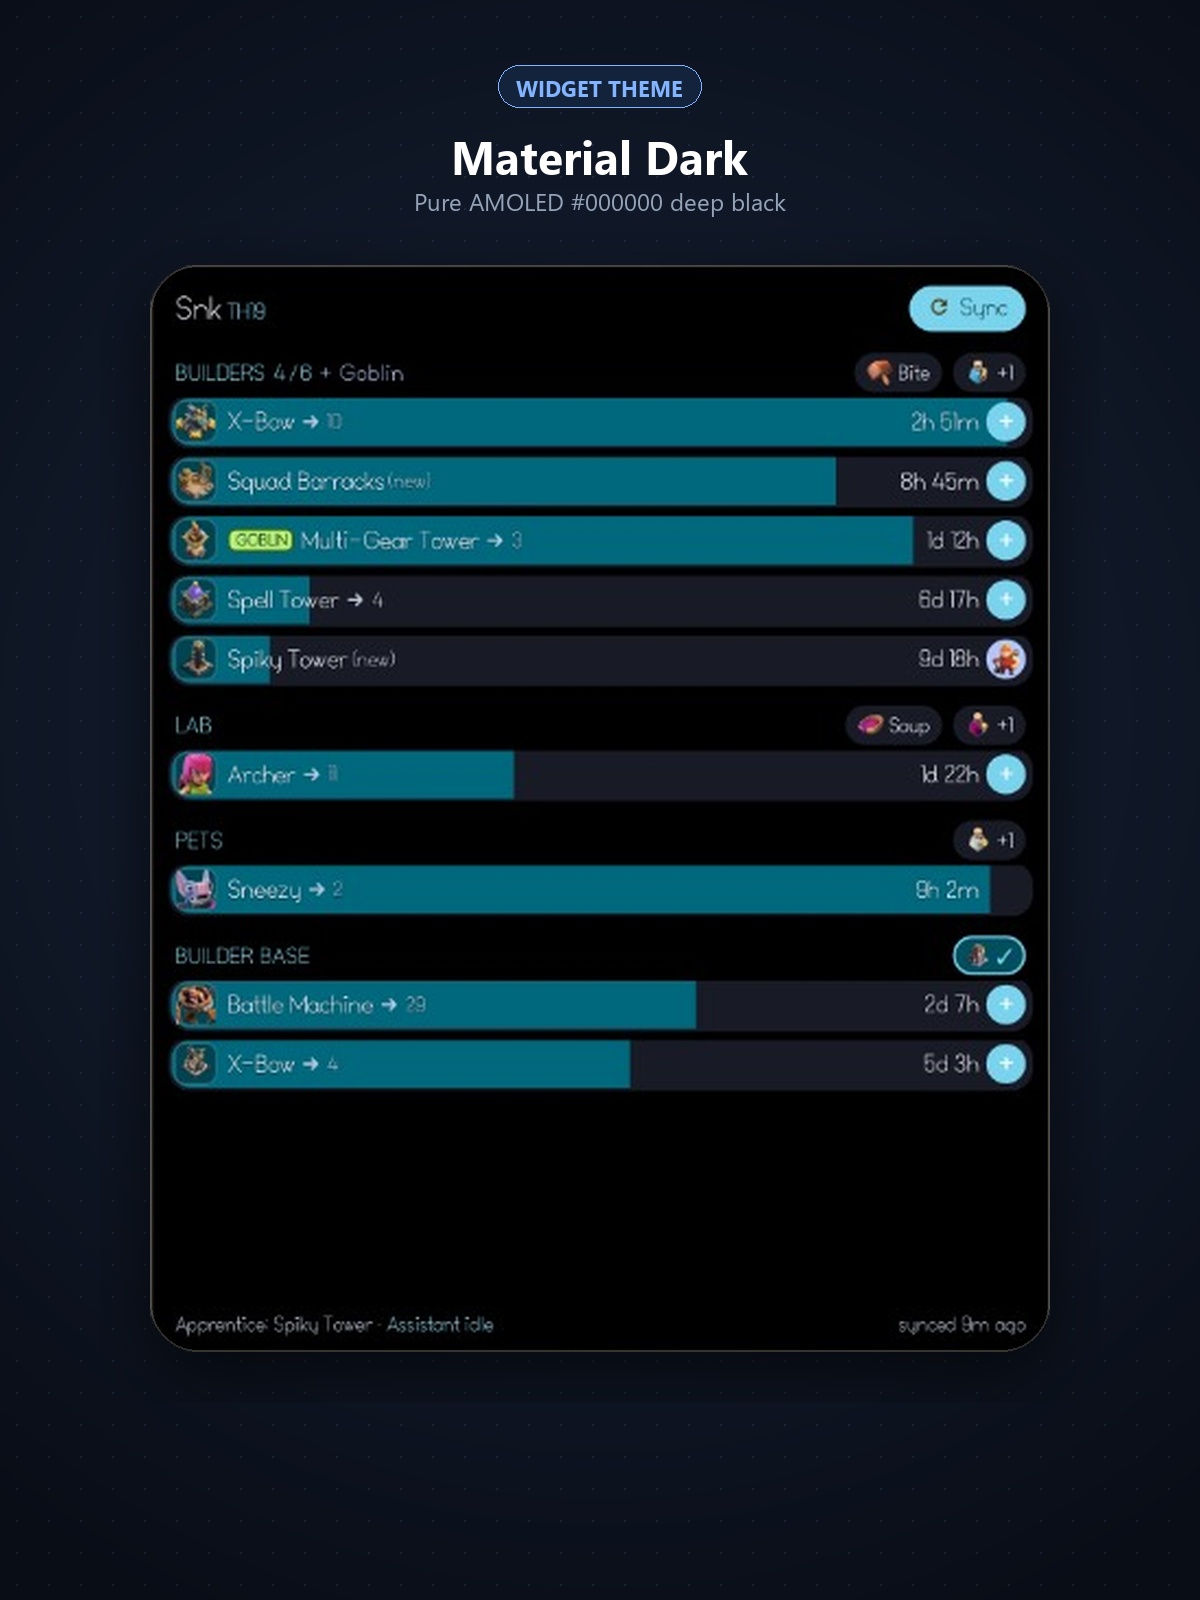 WIDGET THEME
Material Dark
Pure AMOLED #000000 deep black
Snk TH19
Sync
BUILDERS 4/6 + Goblin
Bite
+1
X-Bow → 10
2h 51m
+
Squad Barracks (new)
8h 45m
+
GOBLIN Multi-Gear Tower → 3
1d 12h
+
Spell Tower → 4
6d 17h
+
Spiky Tower (new)
9d 18h
LAB
Soup
+1
Archer → 11
1d 22h
+
PETS
+1
Sneezy → 2
9h 2m
BUILDER BASE
✓
Battle Machine → 29
2d 7h
+
X-Bow → 4
5d 3h
+
Apprentice: Spiky Tower · Assistant idle
synced 9m ago